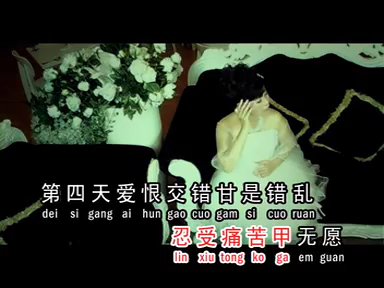 第四天爱恨交错甘是错乱
dei si gang ai hun gao cuo gam si cuo ruan
忍受痛苦甲无愿
lin xiu tong ko ga em guan